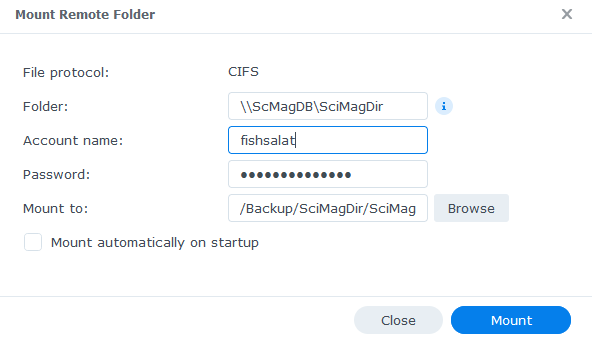 Mount Remote Folder
File protocol: CIFS
Folder: \\ScMagDB\SciMagDir
Account name: fishsalat
Password: ●●●●●●●●●●●●●●
Mount to: /Backup/SciMagDir/SciMag Browse
Mount automatically on startup
Close Mount